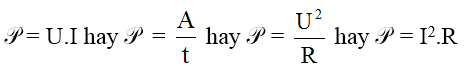 𝒫 = U.I hay 𝒫 = A/t hay 𝒫 = U²/R hay 𝒫 = I².R